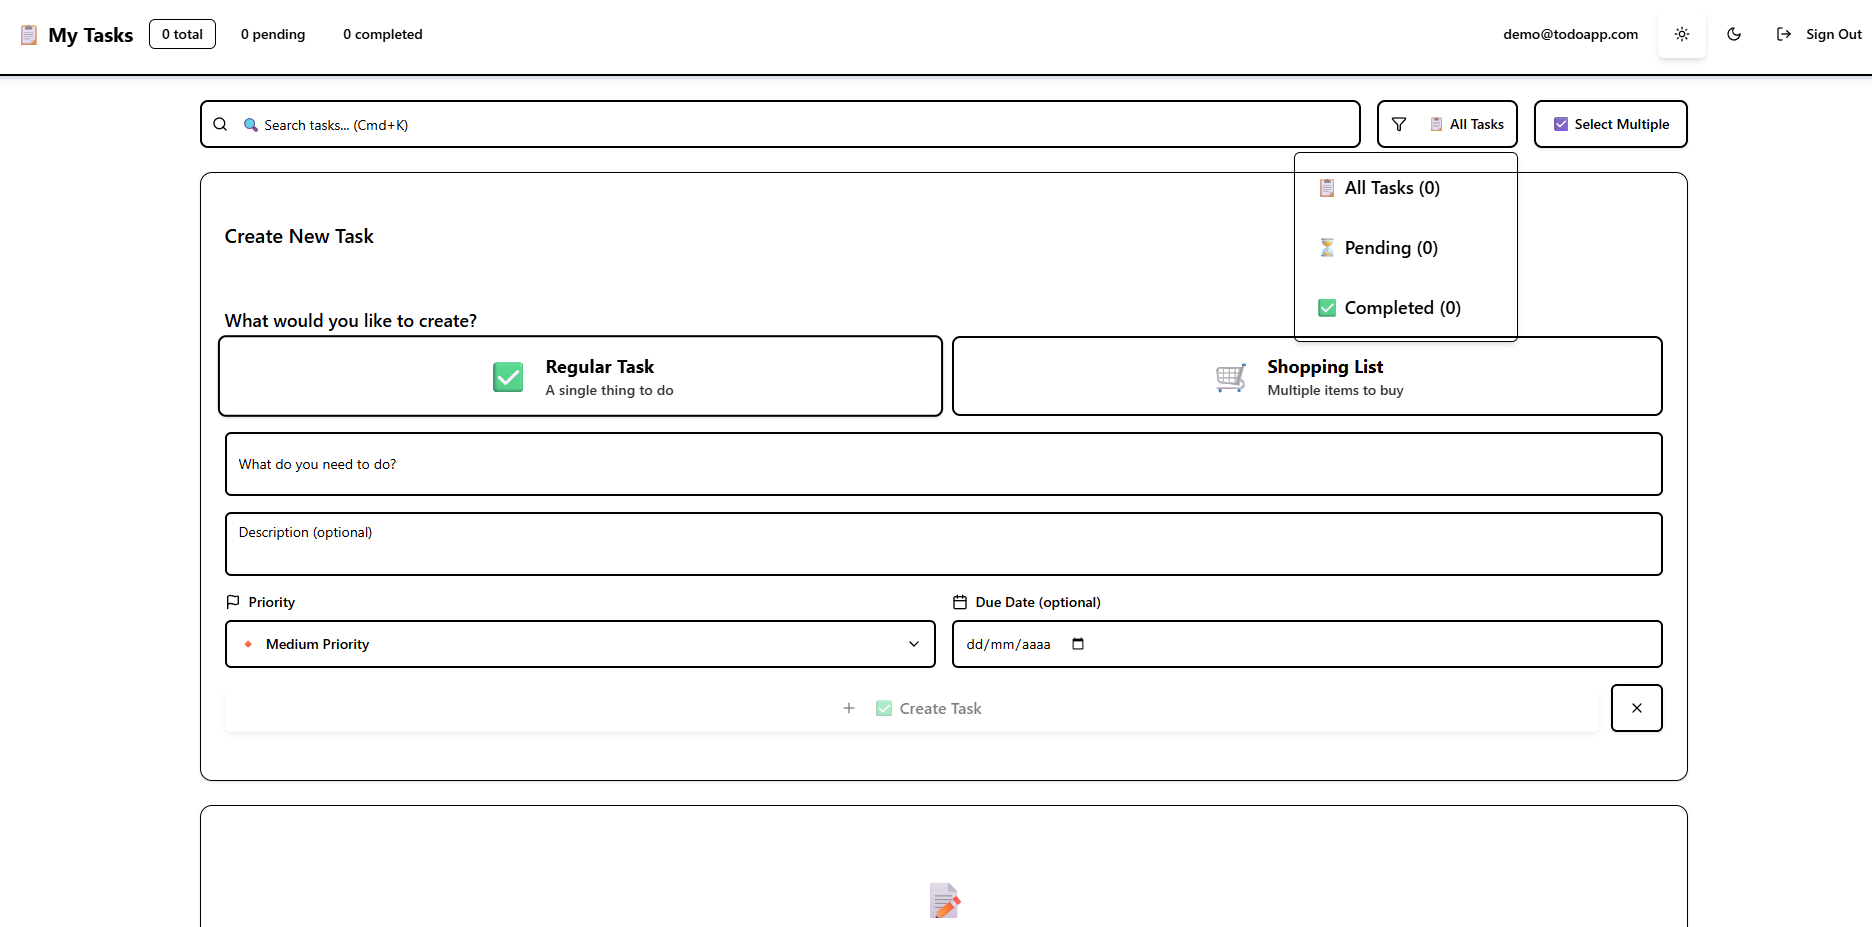 My Tasks
0 total
0 pending
0 completed
demo@todoapp.com
Sign Out
Search tasks... (Cmd+K)
All Tasks
Select Multiple
All Tasks (0)
Pending (0)
Completed (0)
Create New Task
What would you like to create?
Regular Task
A single thing to do
Shopping List
Multiple items to buy
What do you need to do?
Description (optional)
Priority
Due Date (optional)
Medium Priority
dd/mm/aaaa
Create Task